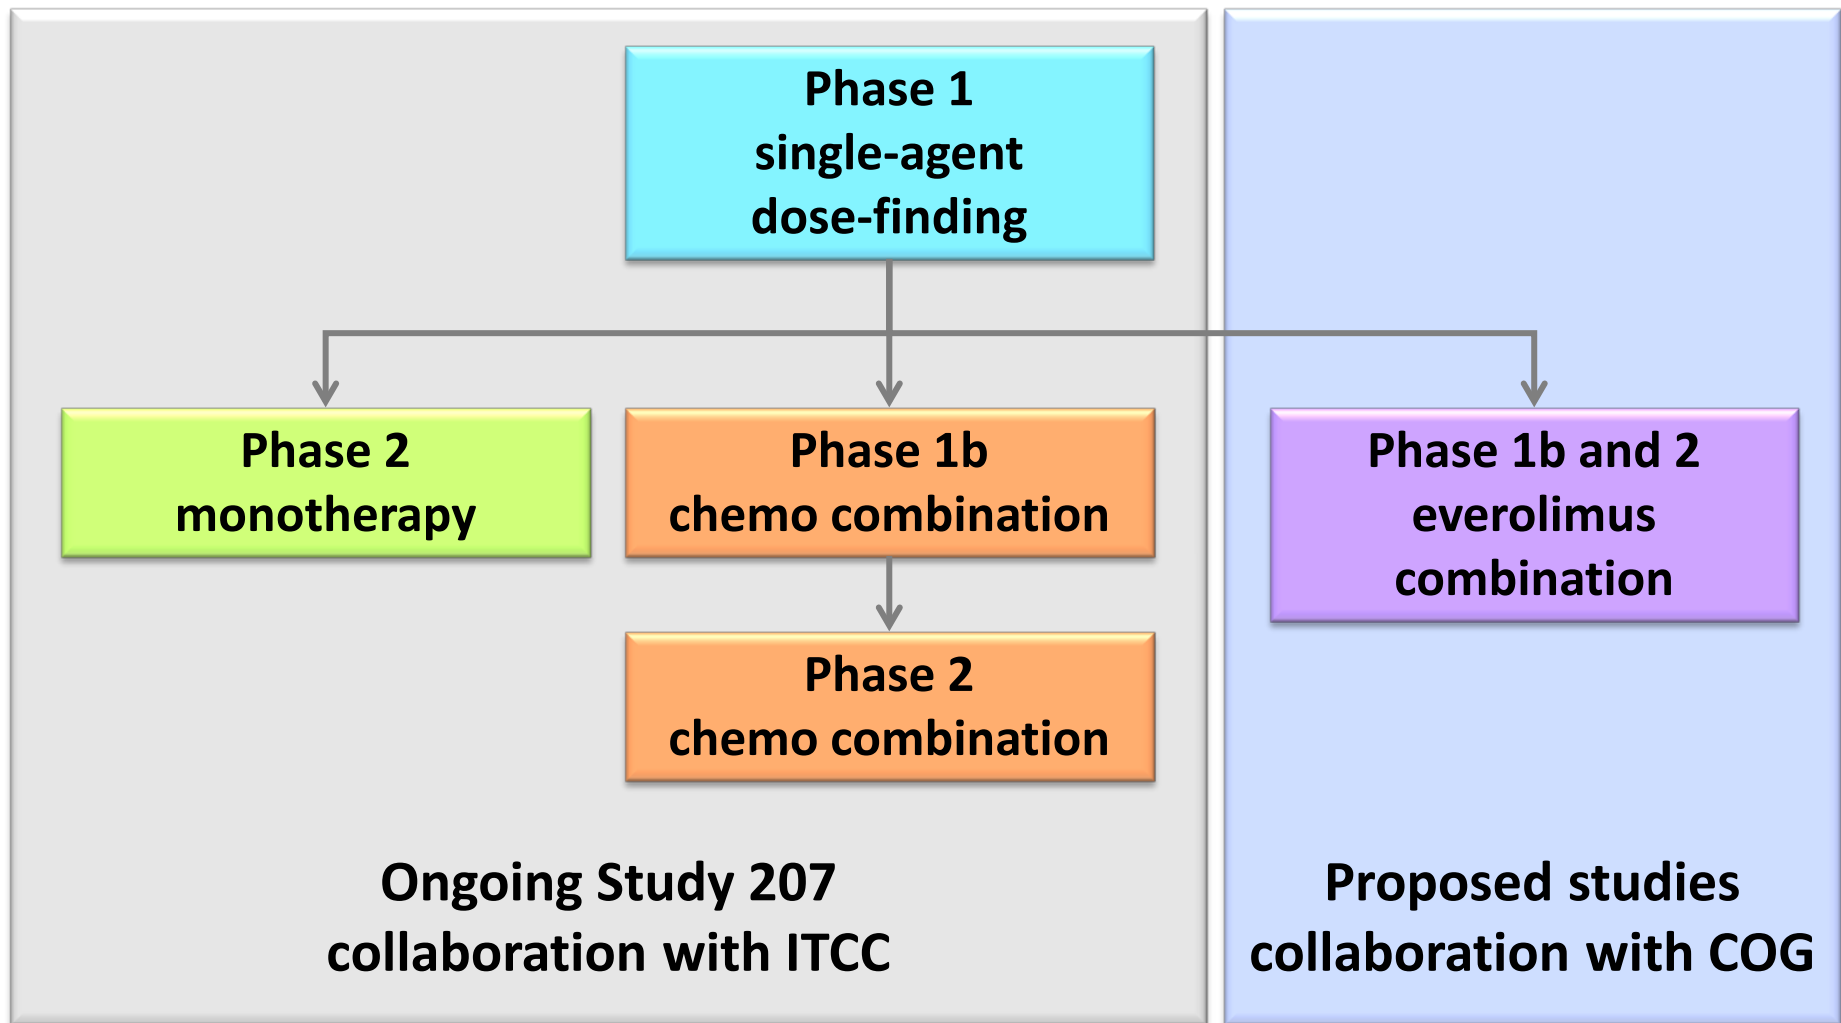 Phase 1
single-agent
dose-finding
Phase 2
monotherapy
Phase 1b
chemo combination
Phase 1b and 2
everolimus
combination
Phase 2
chemo combination
Ongoing Study 207
collaboration with ITCC
Proposed studies
collaboration with COG